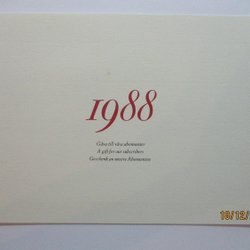 1988
Gåva till våra abonnenter
A gift for our subscribers
Geschenk an unsere Abonnenten
10/12/